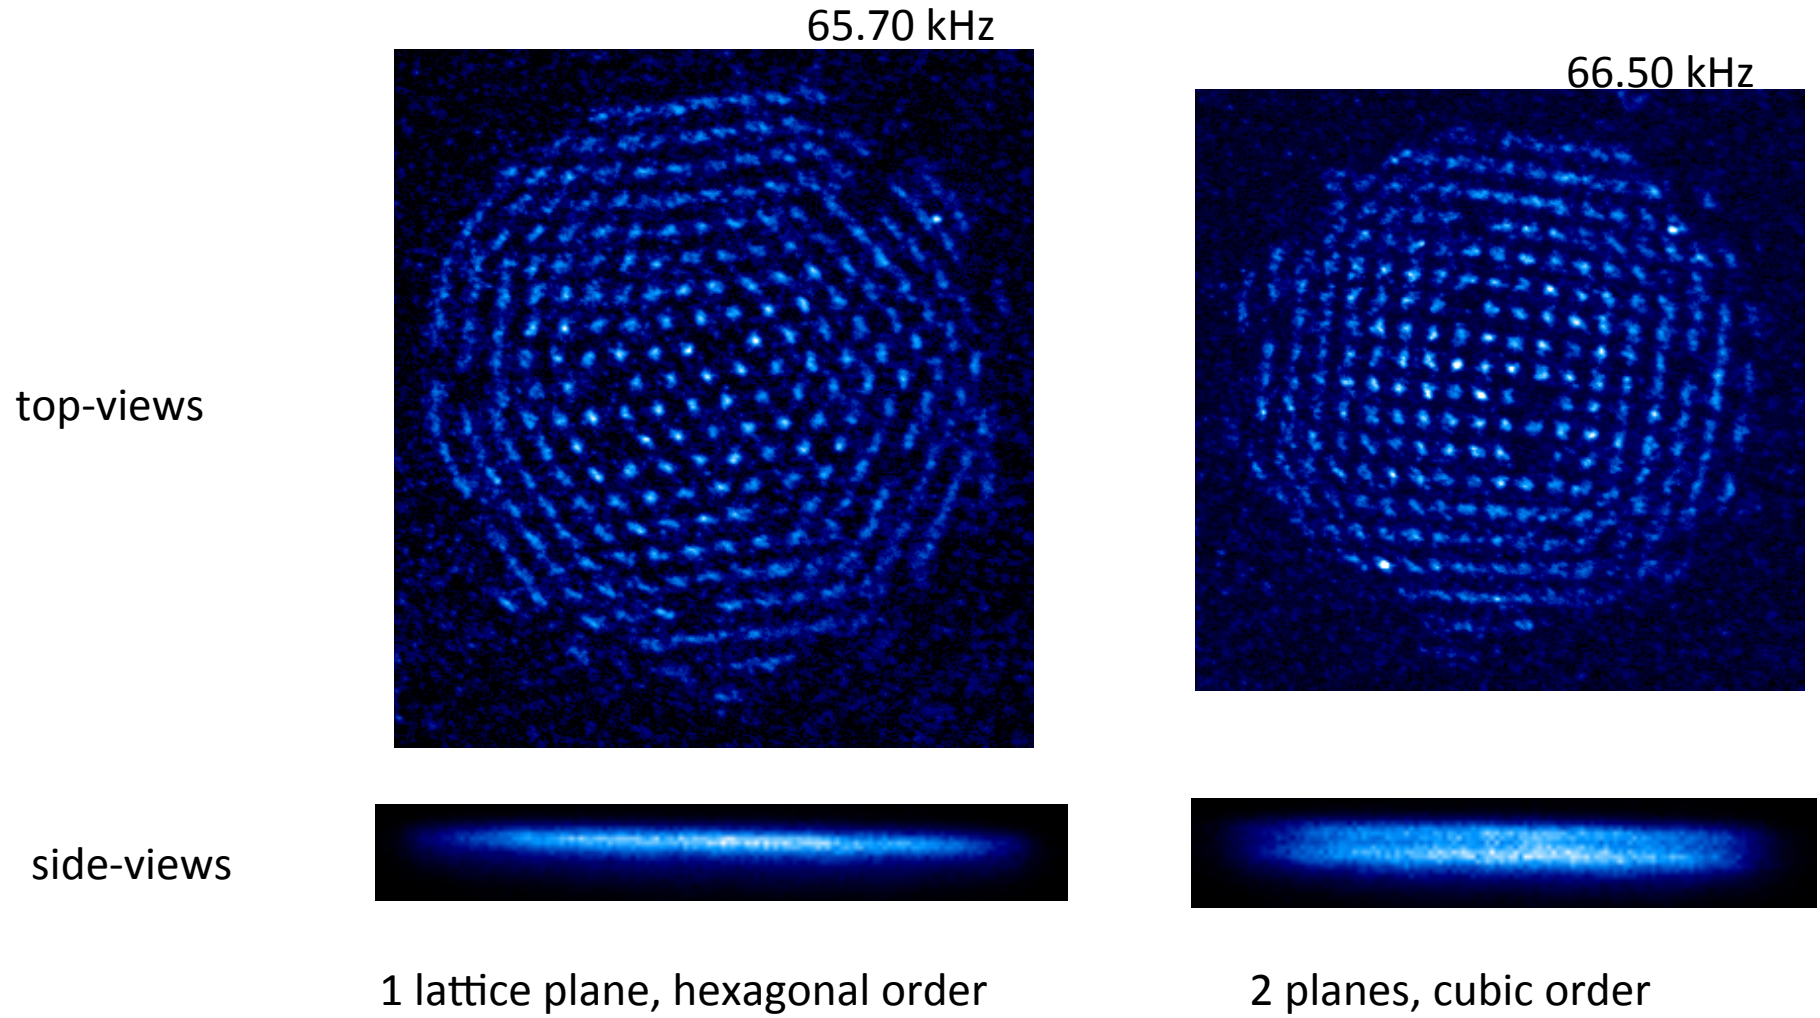 65.70 kHz
66.50 kHz
top-views
side-views
1 lattice plane, hexagonal order
2 planes, cubic order